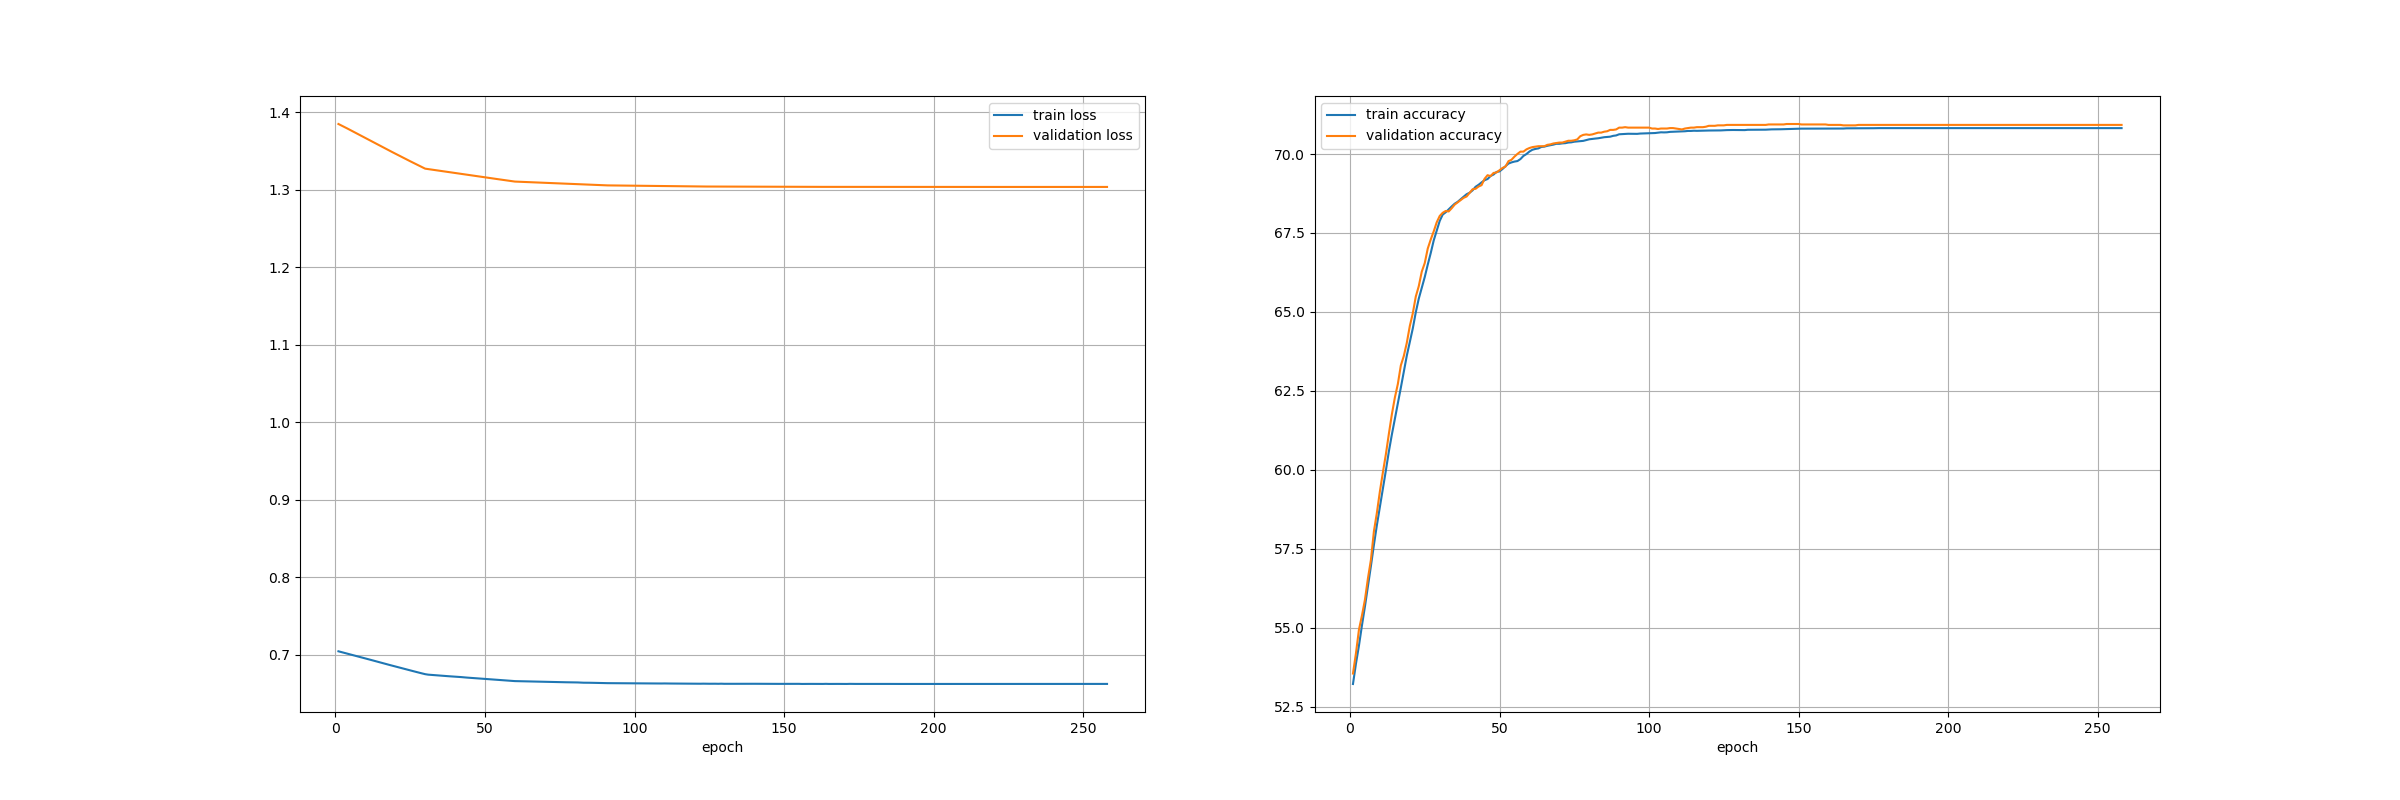 1.4
1.3
1.2
1.1
1.0
0.9
0.8
0.7
0 50 100 150 200 250
epoch
train loss
validation loss
70.0
67.5
65.0
62.5
60.0
57.5
55.0
52.5
0 50 100 150 200 250
epoch
train accuracy
validation accuracy